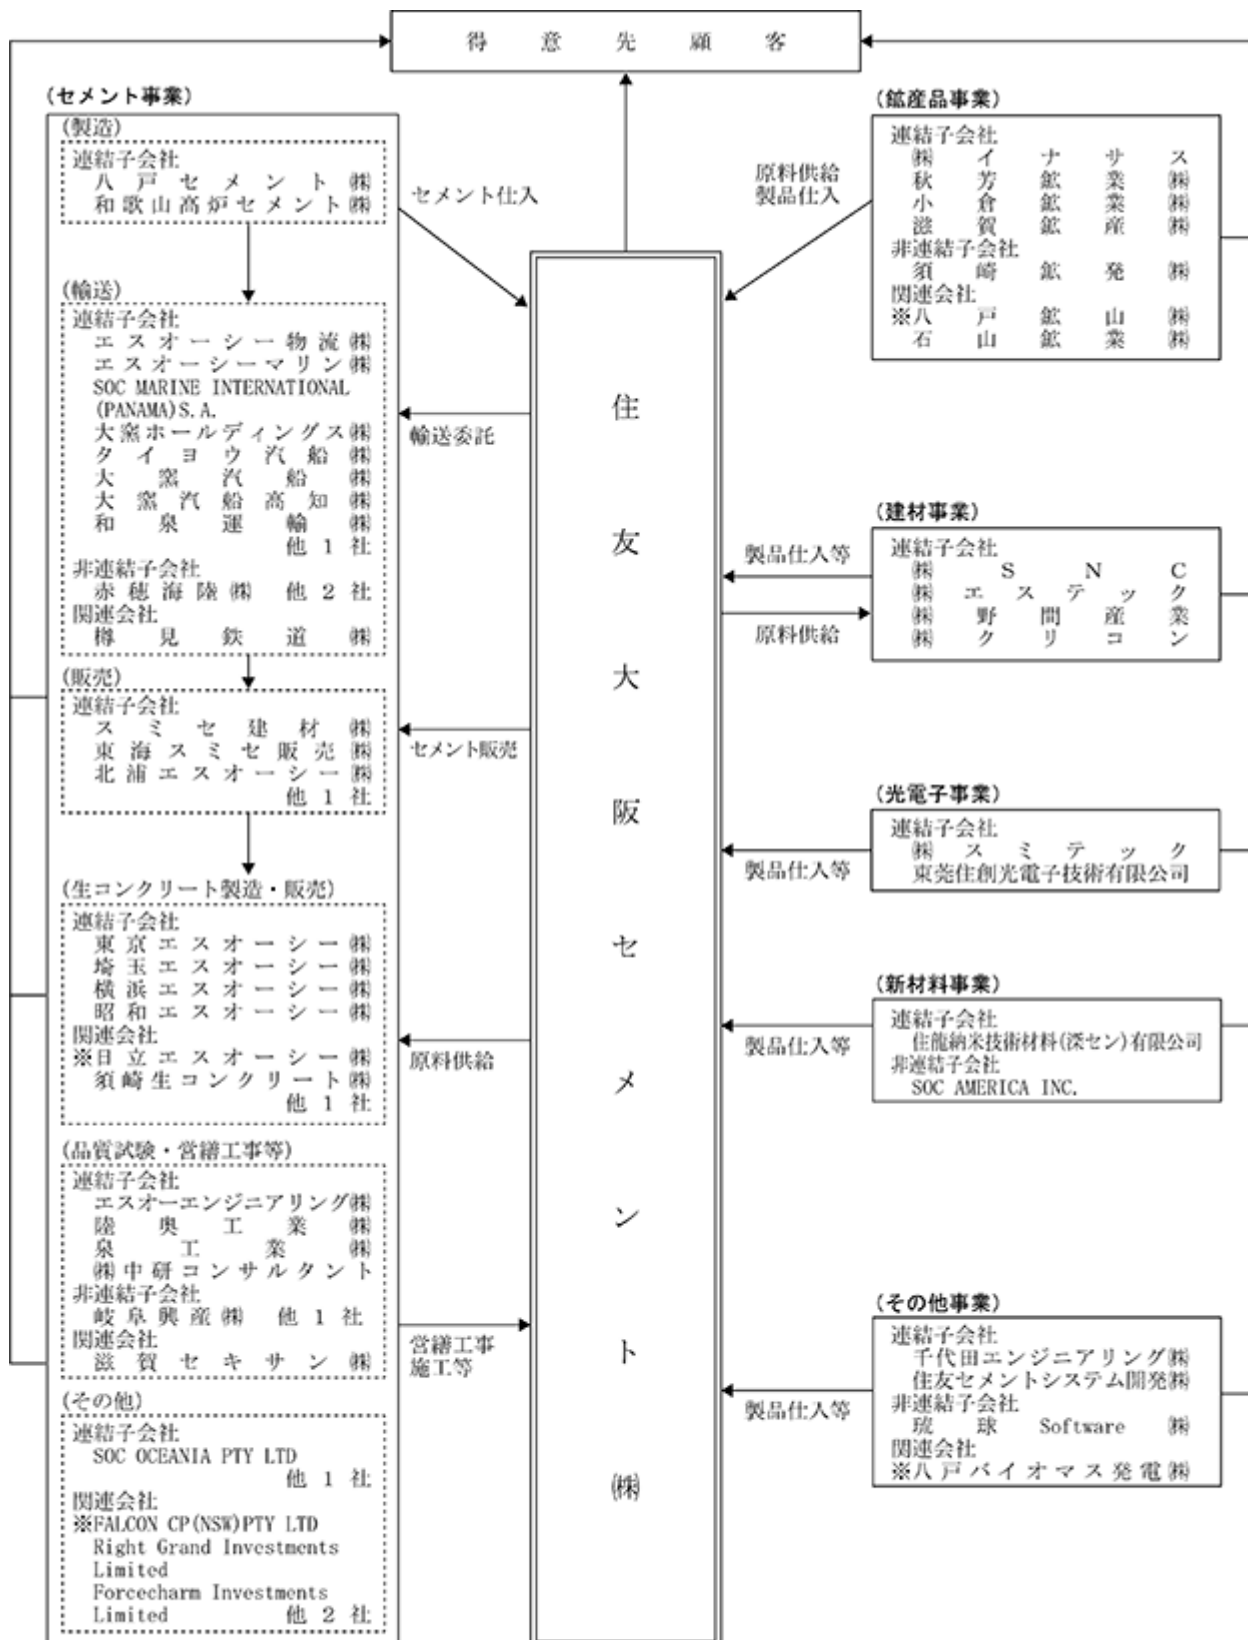 得意先顧客
(セメント事業)
(製造)
連結子会社
八戸セメント㈱
和歌山高炉セメント㈱
(輸送)
連結子会社
エスオーシー物流㈱
エスオーシーマリン㈱
SOC MARINE INTERNATIONAL
(PANAMA)S.A.
大窯ホールディングス㈱
タイヨウ汽船㈱
大窯汽船㈱
大窯汽船高知㈱
和泉運輸㈱
他1社
非連結子会社
赤穂海陸㈱ 他2社
関連会社
樽見鉄道㈱
(販売)
連結子会社
スミセ建材㈱
東海スミセ販売㈱
北浦エスオーシー㈱
他1社
(生コンクリート製造・販売)
連結子会社
東京エスオーシー㈱
埼玉エスオーシー㈱
横浜エスオーシー㈱
昭和エスオーシー㈱
関連会社
※日立エスオーシー㈱
須崎生コンクリート㈱
他1社
(品質試験・営繕工事等)
連結子会社
エスオーエンジニアリング㈱
陸奥工業㈱
泉工業㈱
㈱中研コンサルタント
非連結子会社
岐阜興産㈱ 他1社
関連会社
滋賀セキサン㈱
(その他)
連結子会社
SOC OCEANIA PTY LTD
他1社
関連会社
※FALCON CP(NSW)PTY LTD
Right Grand Investments
Limited
Forcecharm Investments
Limited 他2社
セメント仕入
輸送委託
セメント販売
原料供給
営繕工事
施工等
住友大阪セメント㈱
原料供給
製品仕入
製品仕入等
原料供給
製品仕入等
製品仕入等
製品仕入等
(鉱産品事業)
連結子会社
㈱イナサス
秋芳鉱業㈱
小倉鉱業㈱
滋賀鉱産㈱
非連結子会社
須崎鉱発㈱
関連会社
※八戸鉱山㈱
石山鉱業㈱
(建材事業)
連結子会社
㈱SNC
㈱エステック
㈱野間産業
㈱クリコン
(光電子事業)
連結子会社
㈱スミテック
東莞住創光電子技術有限公司
(新材料事業)
連結子会社
住龍納米技術材料(深セン)有限公司
非連結子会社
SOC AMERICA INC.
(その他事業)
連結子会社
千代田エンジニアリング㈱
住友セメントシステム開発㈱
非連結子会社
琉球 Software ㈱
関連会社
※八戸バイオマス発電㈱